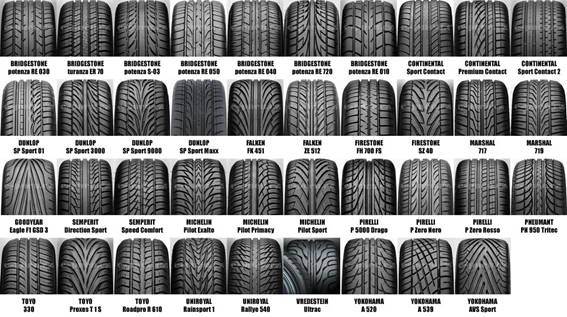 BRIDGESTONE
potenza RE 030
BRIDGESTONE
turanza ER 70
BRIDGESTONE
potenza S-03
BRIDGESTONE
potenza RE 050
BRIDGESTONE
potenza RE 040
BRIDGESTONE
potenza RE 720
BRIDGESTONE
potenza RE 010
CONTINENTAL
Sport Contact
CONTINENTAL
Premium Contact
CONTINENTAL
Sport Contact 2
DUNLOP
SP Sport 01
DUNLOP
SP Sport 3000
DUNLOP
SP Sport 9000
DUNLOP
SP Sport Maxx
FALKEN
FK 451
FALKEN
ZE 512
FIRESTONE
FH 700 FS
FIRESTONE
SZ 40
MARSHAL
717
MARSHAL
719
GOODYEAR
Eagle F1 GSD 3
SEMPERIT
Direction Sport
SEMPERIT
Speed Comfort
MICHELIN
Pilot Exalto
MICHELIN
Pilot Primacy
MICHELIN
Pilot Sport
PIRELLI
P 5000 Drago
PIRELLI
P Zero Nero
PIRELLI
P Zero Rosso
PNEUMANT
PN 950 Tritec
TOYO
330
TOYO
Proxes T 1 S
TOYO
Roadpro R 610
UNIROYAL
Rainsport 1
UNIROYAL
Rallye 540
VREDESTEIN
Ultrac
YOKOHAMA
A 520
YOKOHAMA
A 539
YOKOHAMA
AVS Sport